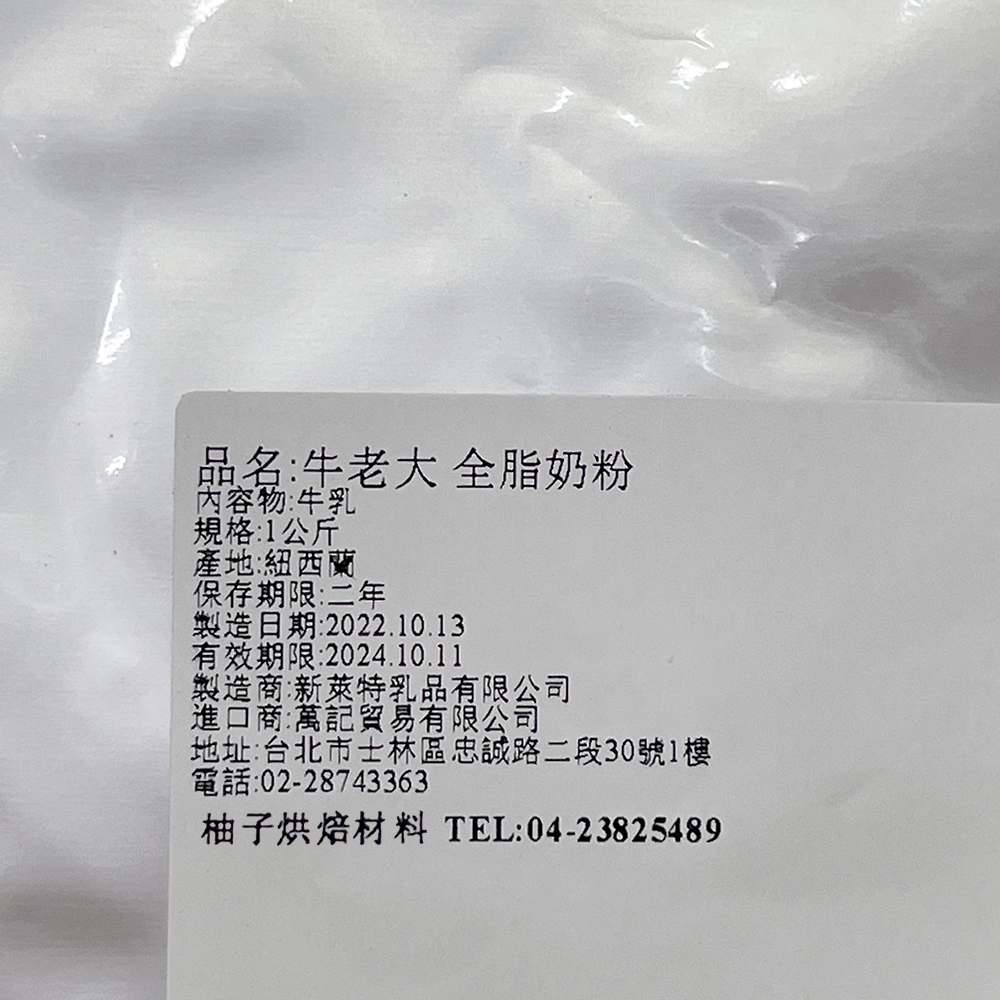 品名:牛老大 全脂奶粉
內容物:牛乳
規格:1公斤
產地:紐西蘭
保存期限:二年
製造日期:2022.10.13
有效期限:2024.10.11
製造商:新萊特乳品有限公司
進口商:萬記貿易有限公司
地址:台北市士林區忠誠路二段30號1樓
電話:02-28743363
柚子烘焙材料 TEL:04-23825489